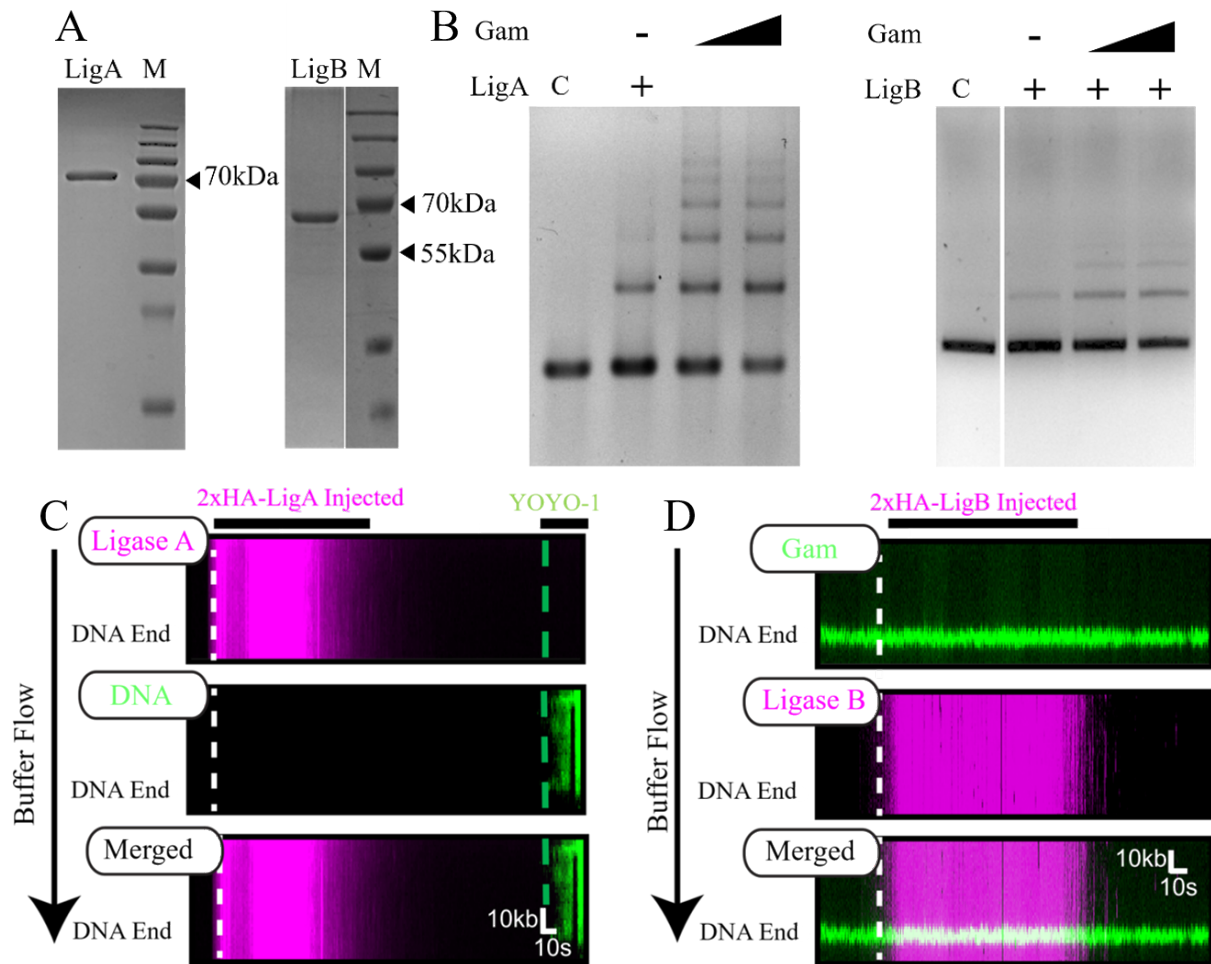 A
LigA M
LigB M
70kDa
70kDa
55kDa
B
Gam -
LigA C +
Gam -
LigB C + + +
C
2xHA-LigA Injected YOYO-1
Ligase A
DNA End
DNA
DNA End
Merged
DNA End
10kb
10s
Buffer Flow
D
2xHA-LigB Injected
Gam
DNA End
Ligase B
DNA End
Merged
DNA End
10kb
10s
Buffer Flow